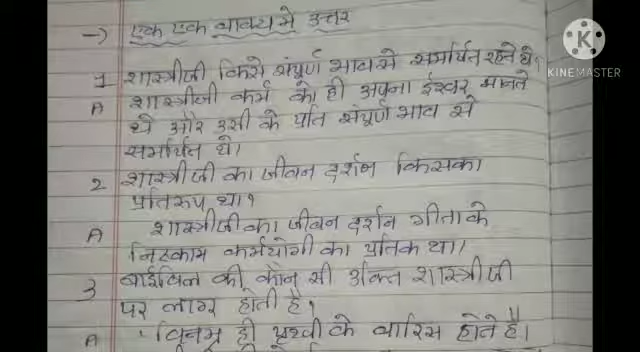 →) एक एक वाक्य में उत्तर
KINEMASTER
1 शास्त्रीजी किसे संपूर्ण भाव से समर्पित रहते थे?
A शास्त्रीजी कर्म को ही अपना ईश्वर मानते
थे और उसी के प्रति संपूर्ण भाव से
समर्पित थे।
2 शास्त्रीजी का जीवन दर्शन किसका
प्रतिरुप था?
A शास्त्रीजी का जीवन दर्शन गीता के
निष्काम कर्मयोगी का प्रतिक था।
3 बाईबिल की कौन सी उक्ति शास्त्रीजी
पर लागू होती है?
A विनम्र ही पृथ्वी के वारिस होते है।